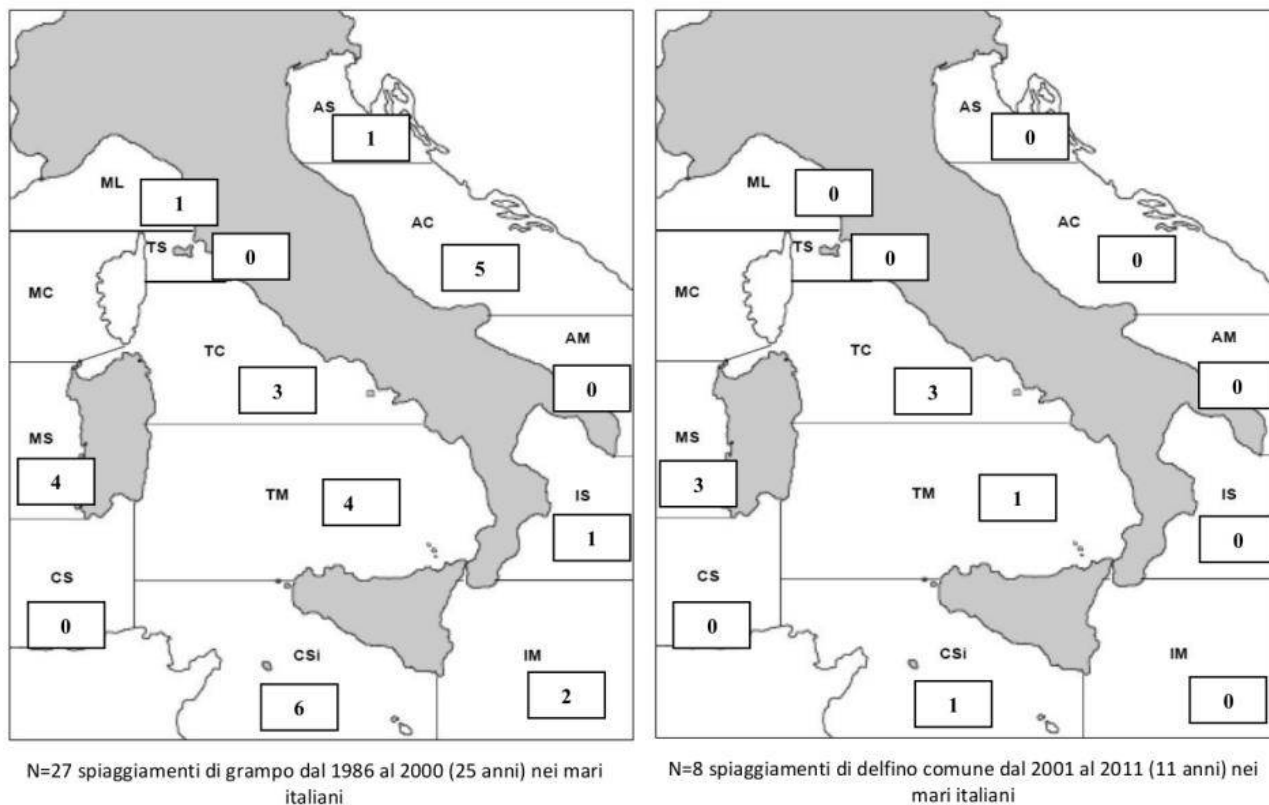 AS
1
ML
1
AC
5
TS
0
MC
AM
0
TC
3
MS
4
TM
4
IS
1
CS
0
CSi
6
IM
2
N=27 spiaggiamenti di grampo dal 1986 al 2000 (25 anni) nei mari
italiani
AS
0
ML
0
AC
0
TS
0
MC
AM
0
TC
3
MS
3
TM
1
IS
0
CS
0
CSi
1
IM
0
N=8 spiaggiamenti di delfino comune dal 2001 al 2011 (11 anni) nei
mari italiani